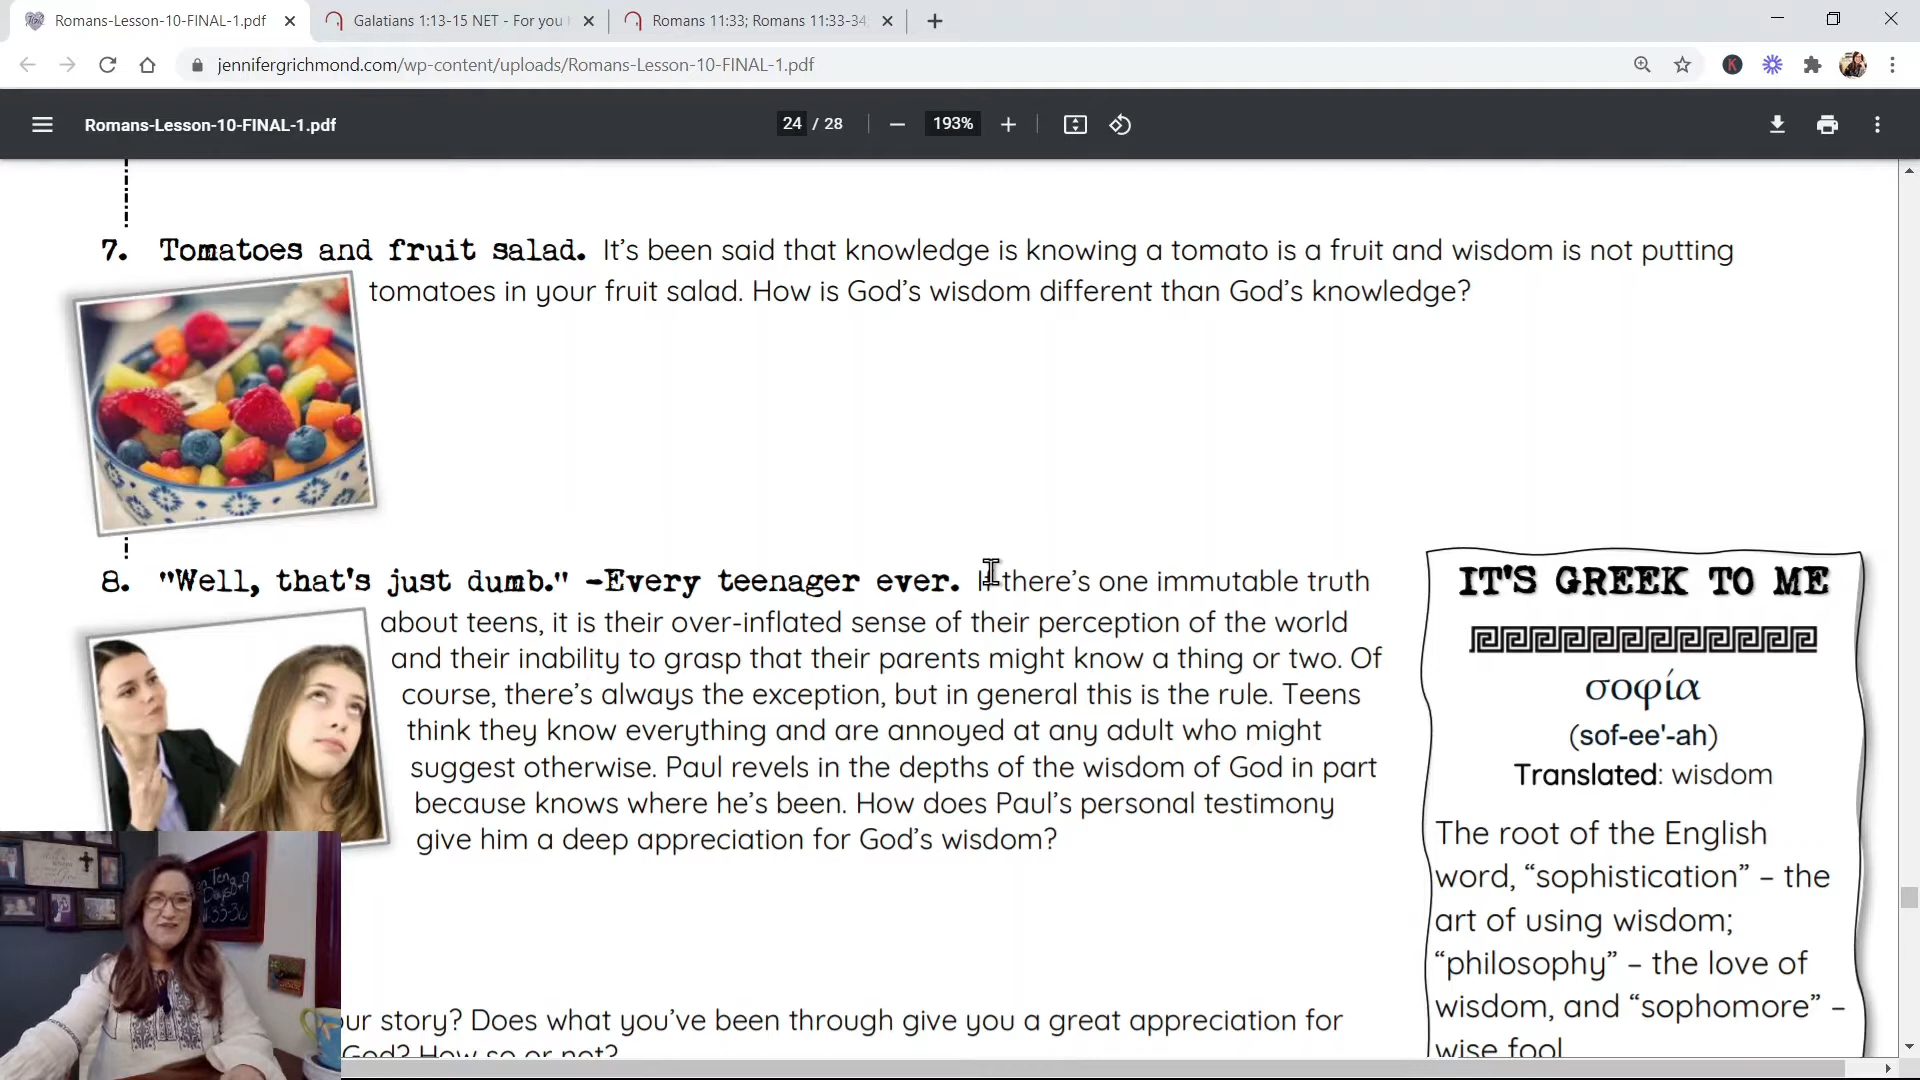 Romans-Lesson-10-FINAL-1.pdf
Galatians 1:13-15 NET - For you
Romans 11:33; Romans 11:33-34;
jennifergrichmond.com/wp-content/uploads/Romans-Lesson-10-FINAL-1.pdf
Romans-Lesson-10-FINAL-1.pdf
24 / 28
193%
7. Tomatoes and fruit salad. It's been said that knowledge is knowing a tomato is a fruit and wisdom is not putting
tomatoes in your fruit salad. How is God's wisdom different than God's knowledge?
8. "Well, that's just dumb." -Every teenager ever. If there's one immutable truth
about teens, it is their over-inflated sense of their perception of the world
and their inability to grasp that their parents might know a thing or two. Of
course, there's always the exception, but in general this is the rule. Teens
think they know everything and are annoyed at any adult who might
suggest otherwise. Paul revels in the depths of the wisdom of God in part
because knows where he's been. How does Paul's personal testimony
give him a deep appreciation for God's wisdom?
our story? Does what you've been through give you a great appreciation for
God? How so or not?
IT'S GREEK TO ME
σοφία
(sof-ee'-ah)
Translated: wisdom
The root of the English
word, “sophistication” – the
art of using wisdom;
“philosophy” – the love of
wisdom, and “sophomore” –
wise fool